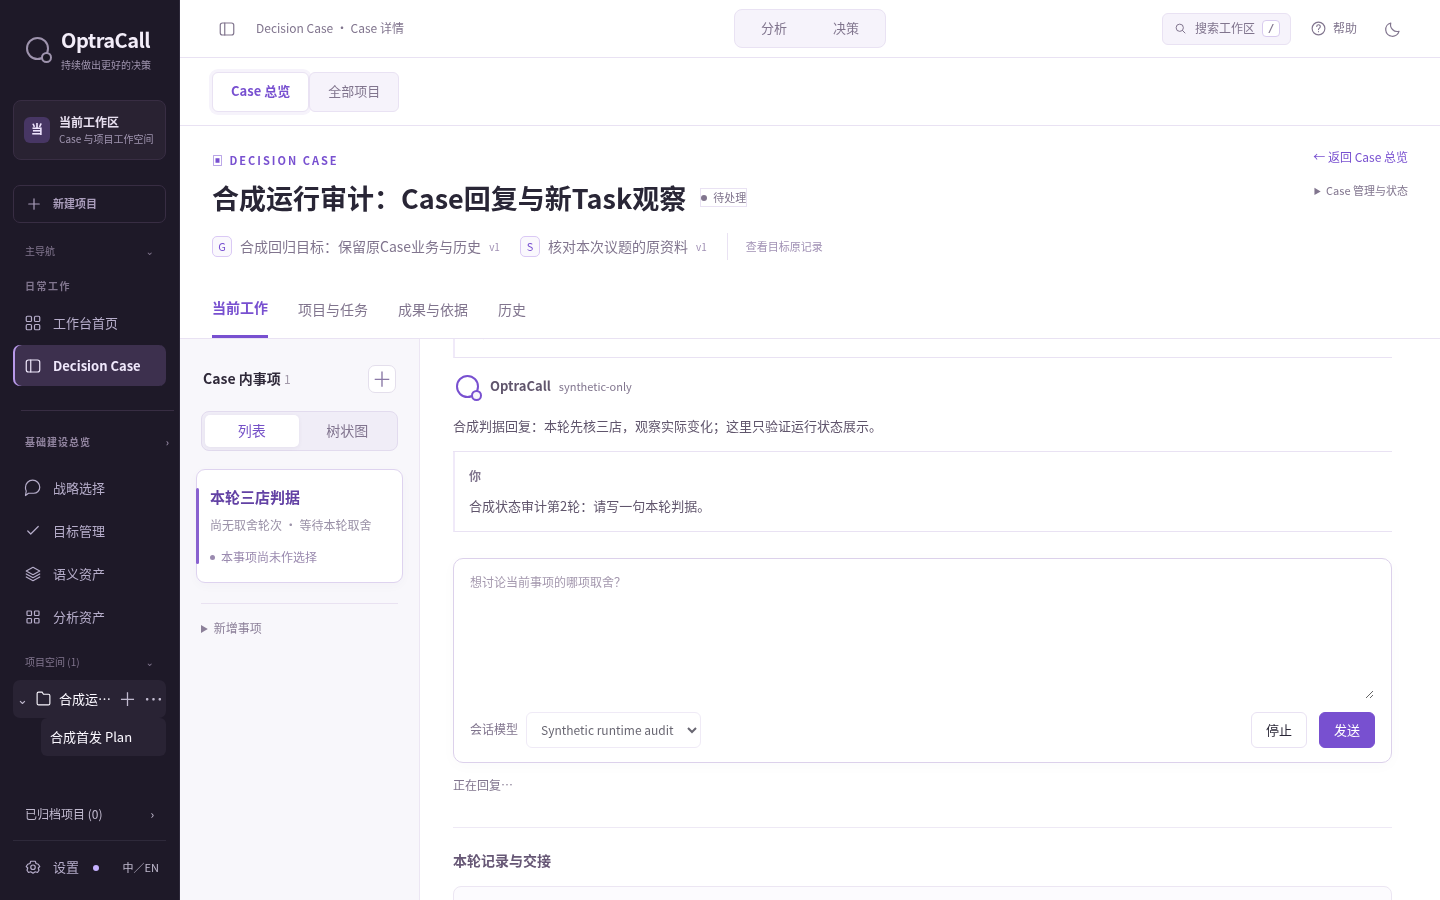 OptraCall
持续做出更好的决策
当
当前工作区
Case 与项目工作空间
新建项目
主导航
日常工作
工作台首页
Decision Case
基础建设总览
战略选择
目标管理
语义资产
分析资产
项目空间 (1)
合成运…
合成首发 Plan
已归档项目 (0)
设置
中／EN
Decision Case · Case 详情
分析
决策
搜索工作区 /
帮助
Case 总览
全部项目
DECISION CASE
合成运行审计：Case回复与新Task观察
待处理
G 合成回归目标：保留原Case业务与历史 v1
S 核对本次议题的原资料 v1
查看目标原记录
← 返回 Case 总览
Case 管理与状态
当前工作
项目与任务
成果与依据
历史
Case 内事项 1
列表
树状图
本轮三店判据
尚无取舍轮次 · 等待本轮取舍
本事项尚未作选择
新增事项
OptraCall synthetic-only
合成判据回复：本轮先核三店，观察实际变化；这里只验证运行状态展示。
你
合成状态审计第2轮：请写一句本轮判据。
想讨论当前事项的哪项取舍？
会话模型
Synthetic runtime audit
停止
发送
正在回复…
本轮记录与交接